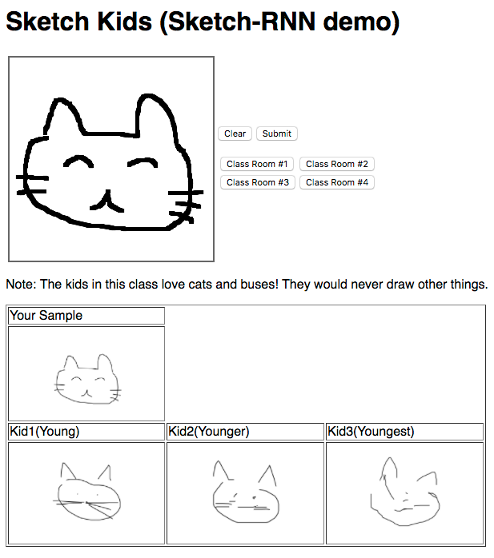 Sketch Kids (Sketch-RNN demo)
Clear Submit
Class Room #1 Class Room #2
Class Room #3 Class Room #4
Note: The kids in this class love cats and buses! They would never draw other things.
Your Sample
Kid1(Young) Kid2(Younger) Kid3(Youngest)